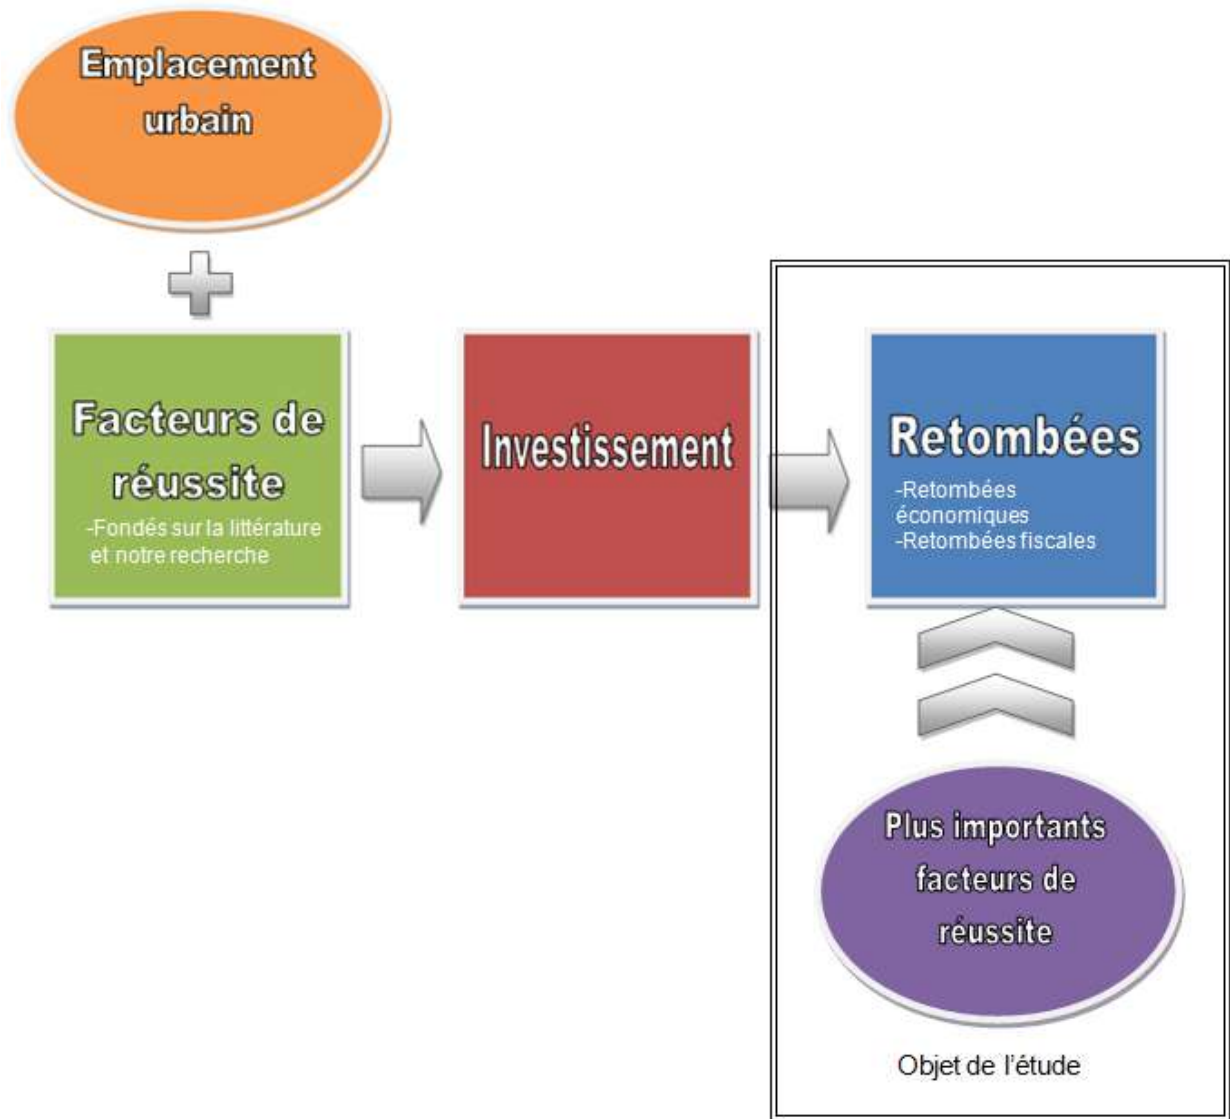 Emplacement
urbain
Facteurs de
réussite
-Fondés sur la littérature
et notre recherche
Investissement
Retombées
-Retombées
économiques
-Retombées fiscales
Plus importants
facteurs de
réussite
Objet de l'étude